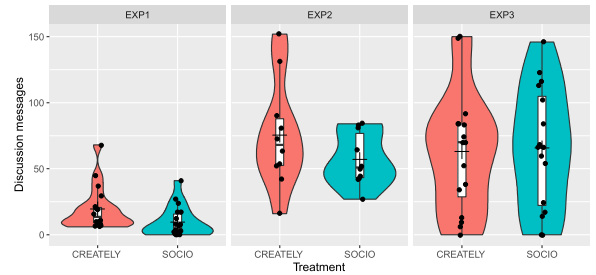 EXP1 EXP2 EXP3
Discussion messages
150
100
50
0
CREATELY SOCIO CREATELY SOCIO CREATELY SOCIO
Treatment